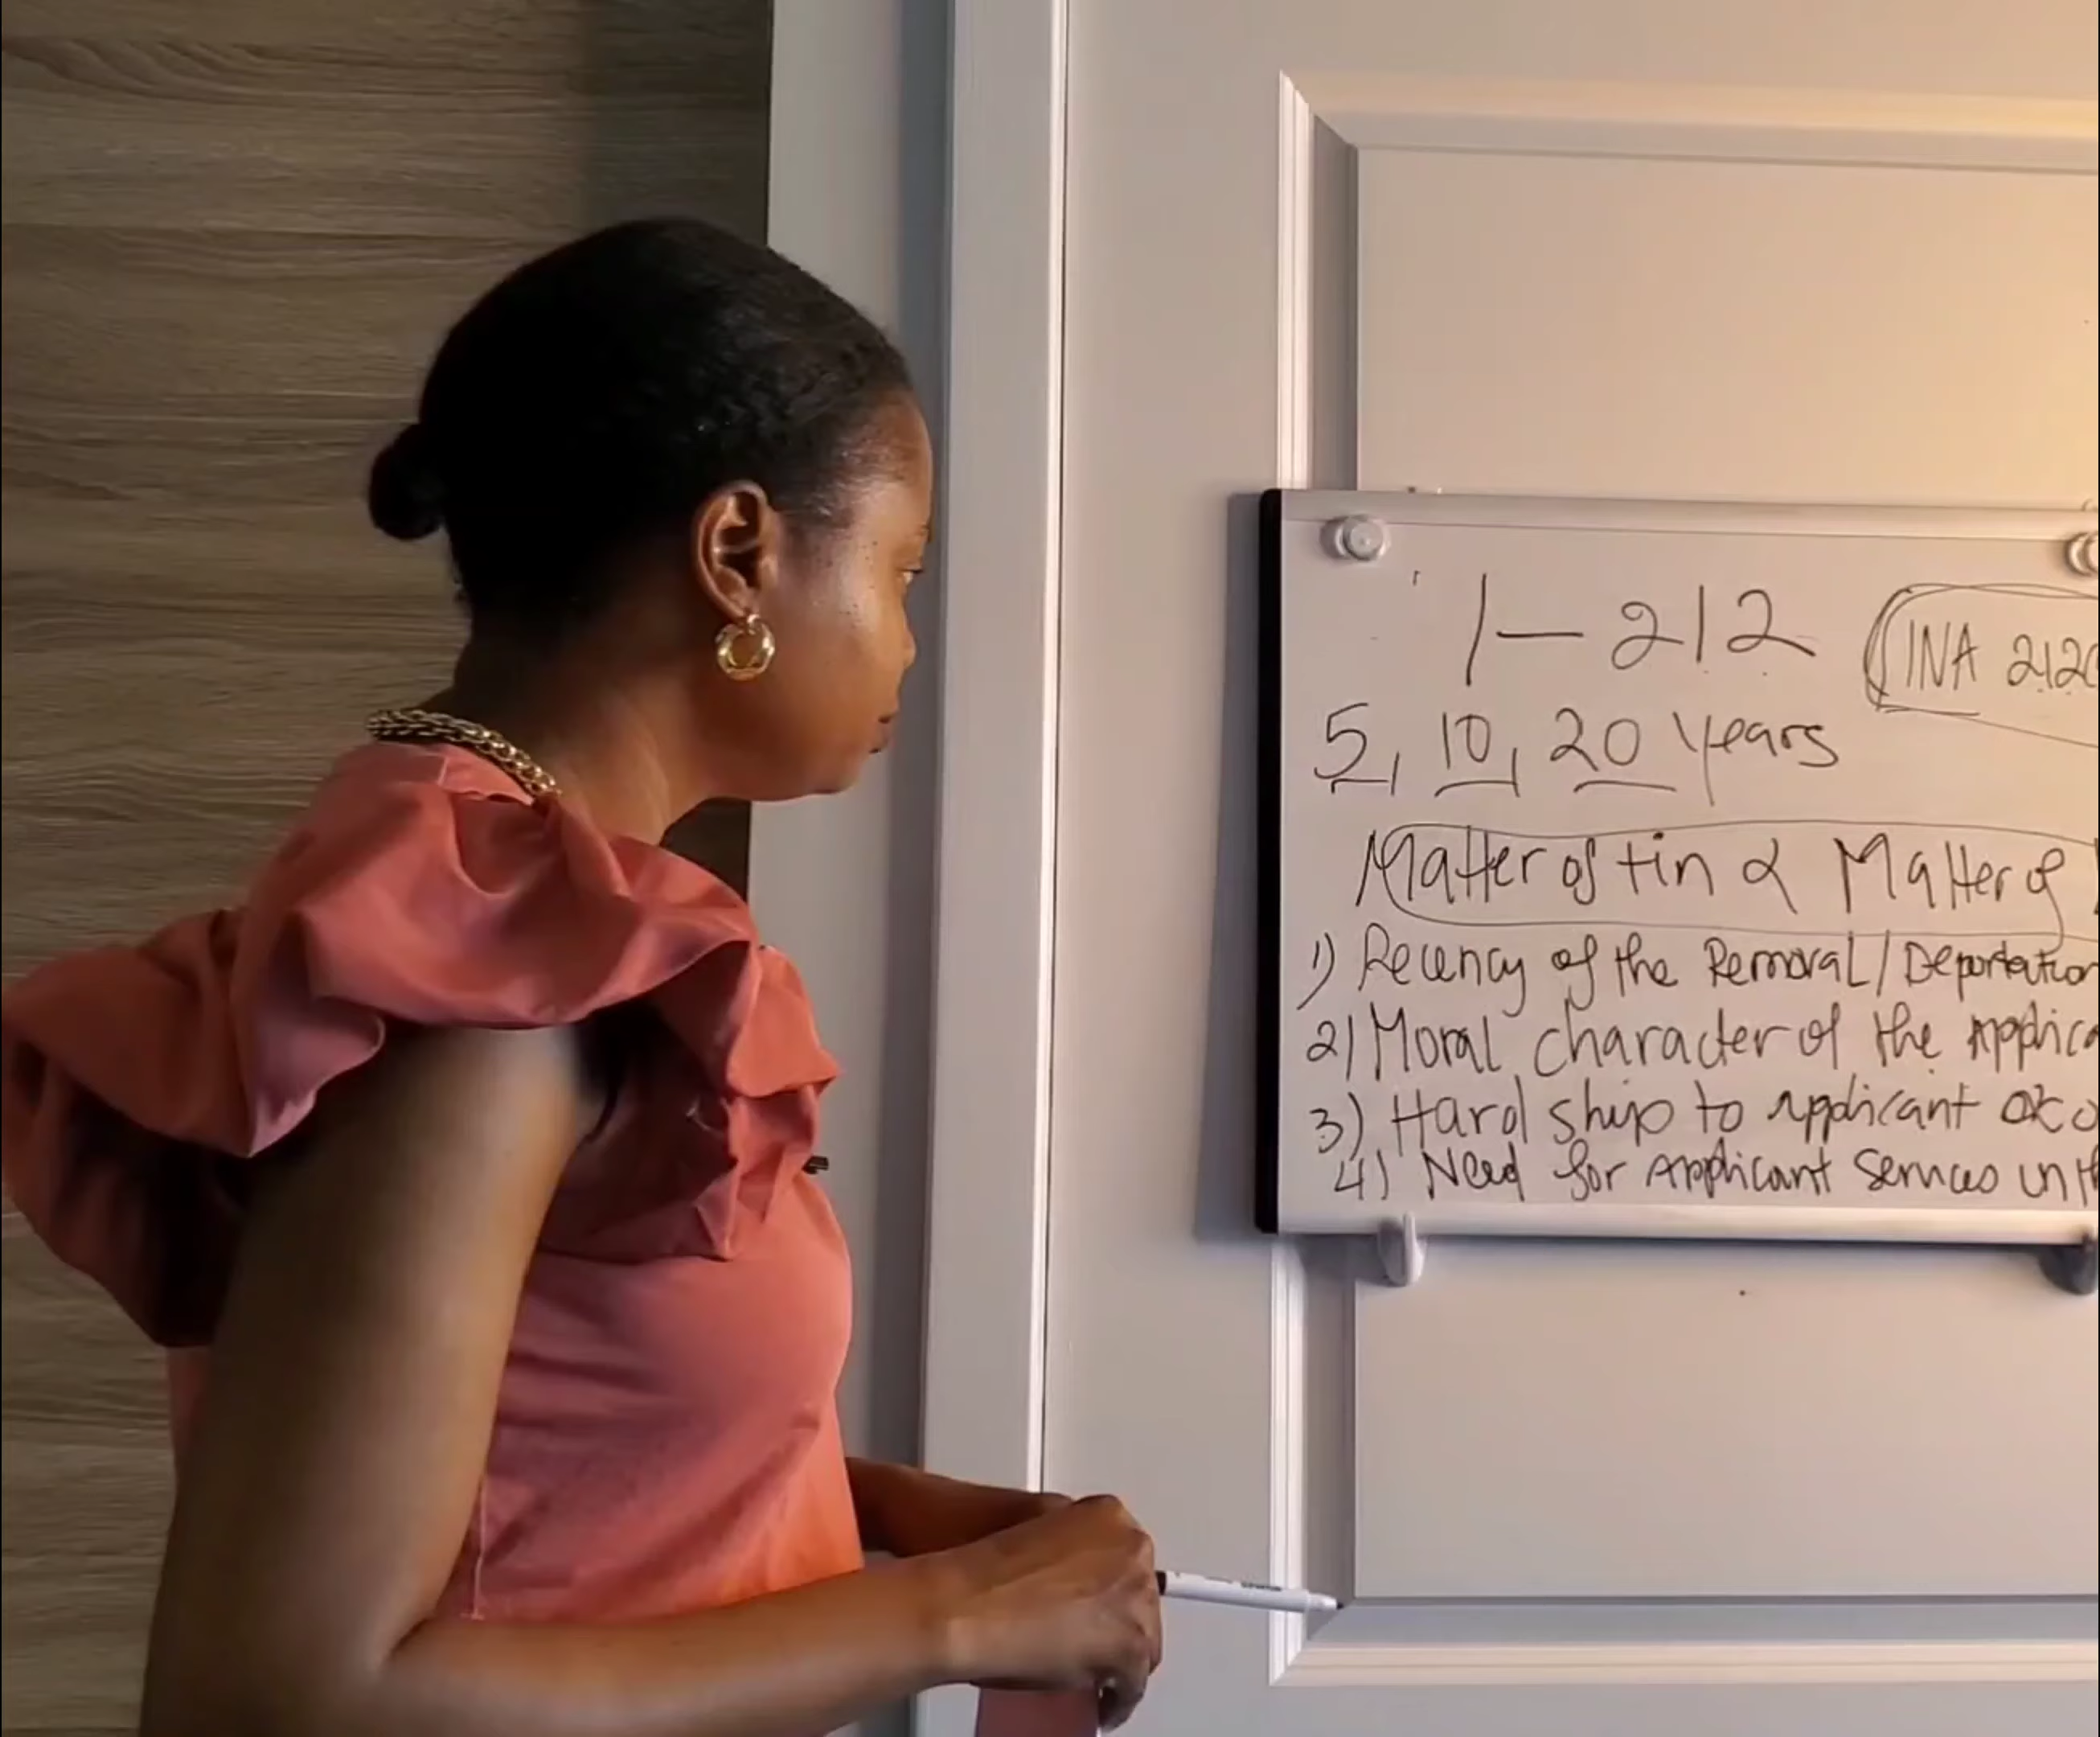 I-212 INA 212
5, 10, 20 years
Matter of tin & Matter of
1) Recency of the Removal/Deportation
2) Moral character of the Applica
3) Hardship to applicant
4) Need for Applicant Services in th